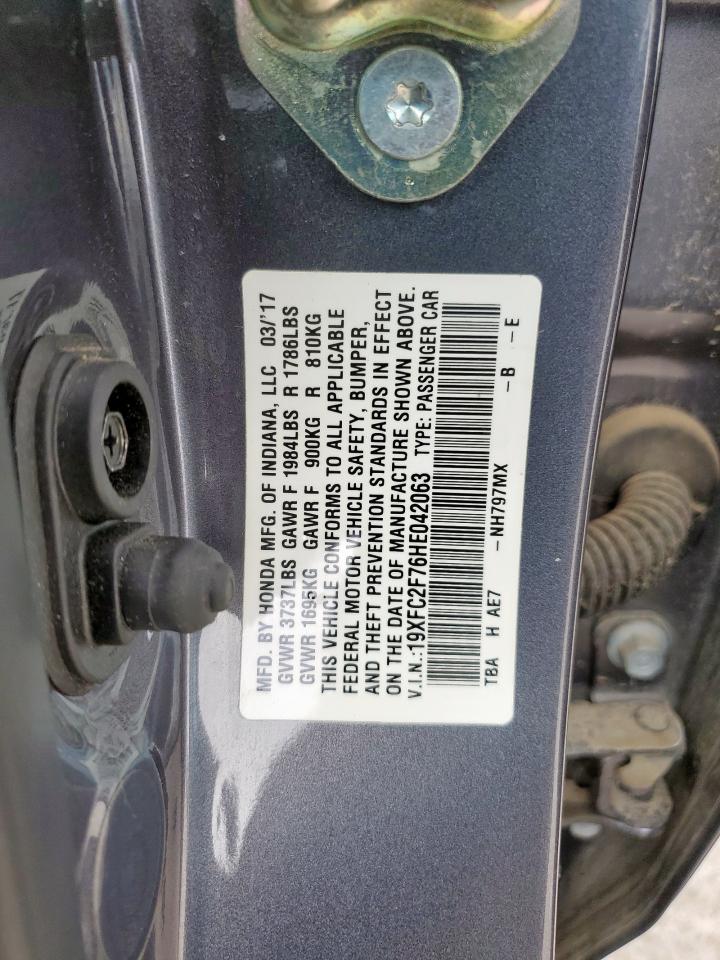 MFD. BY HONDA MFG. OF INDIANA, LLC 03/'17
GVWR 3737LBS GAWR F 1984LBS R 1786LBS
GVWR 1695KG GAWR F 900KG R 810KG
THIS VEHICLE CONFORMS TO ALL APPLICABLE
FEDERAL MOTOR VEHICLE SAFETY, BUMPER,
AND THEFT PREVENTION STANDARDS IN EFFECT
ON THE DATE OF MANUFACTURE SHOWN ABOVE.
V.I.N.:19XFC2F76HE042063 TYPE: PASSENGER CAR
TBA H AE7 -NH797MX -B -E